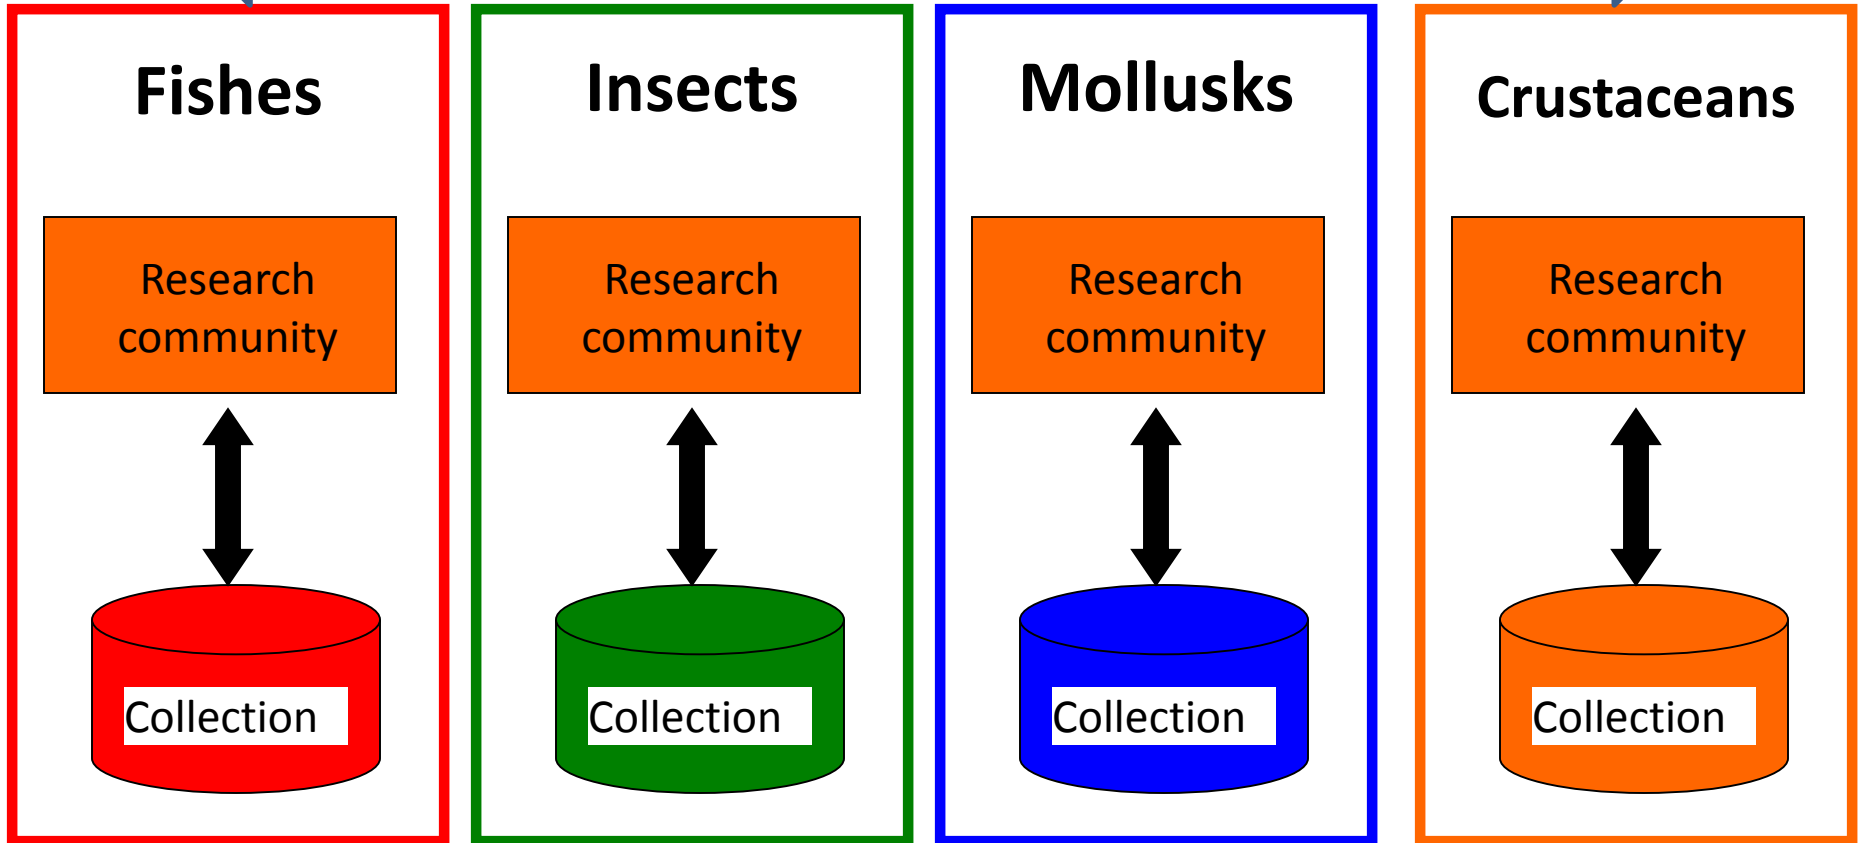 Fishes
Research
community
Collection
Insects
Research
community
Collection
Mollusks
Research
community
Collection
Crustaceans
Research
community
Collection